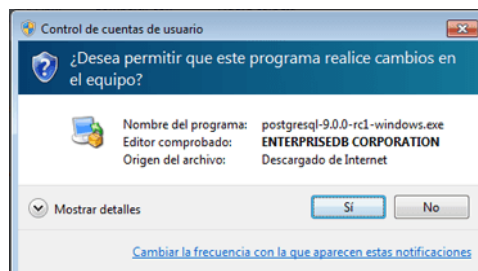 Control de cuentas de usuario
¿Desea permitir que este programa realice cambios en
el equipo?
Nombre del programa: postgresql-9.0.0-rc1-windows.exe
Editor comprobado: ENTERPRISEDB CORPORATION
Origen del archivo: Descargado de Internet
Mostrar detalles Sí No
Cambiar la frecuencia con la que aparecen estas notificaciones